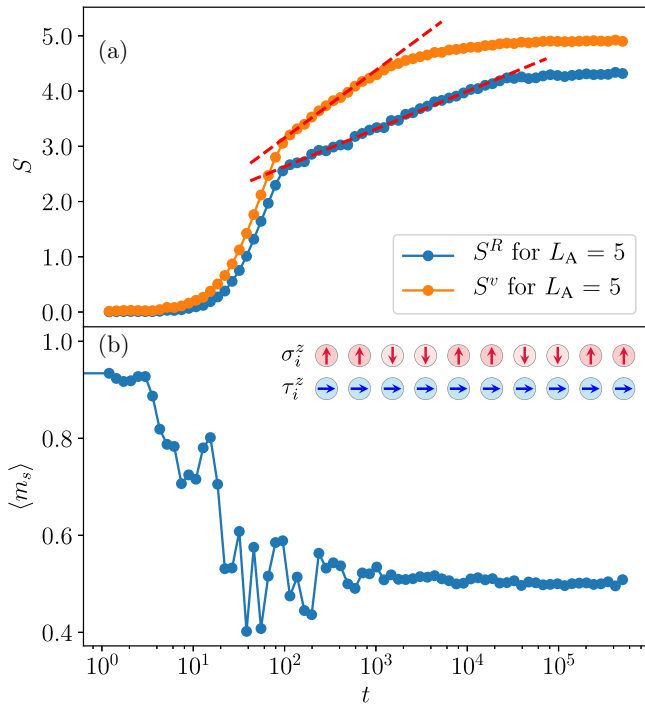 (a)
5.0
4.0
3.0
2.0
1.0
0.0
S
S^R for L_A = 5
S^v for L_A = 5
(b)
1.0
0.8
0.6
0.4
⟨m_s⟩
σ_i^z
τ_i^z
10^0 10^1 10^2 10^3 10^4 10^5
t